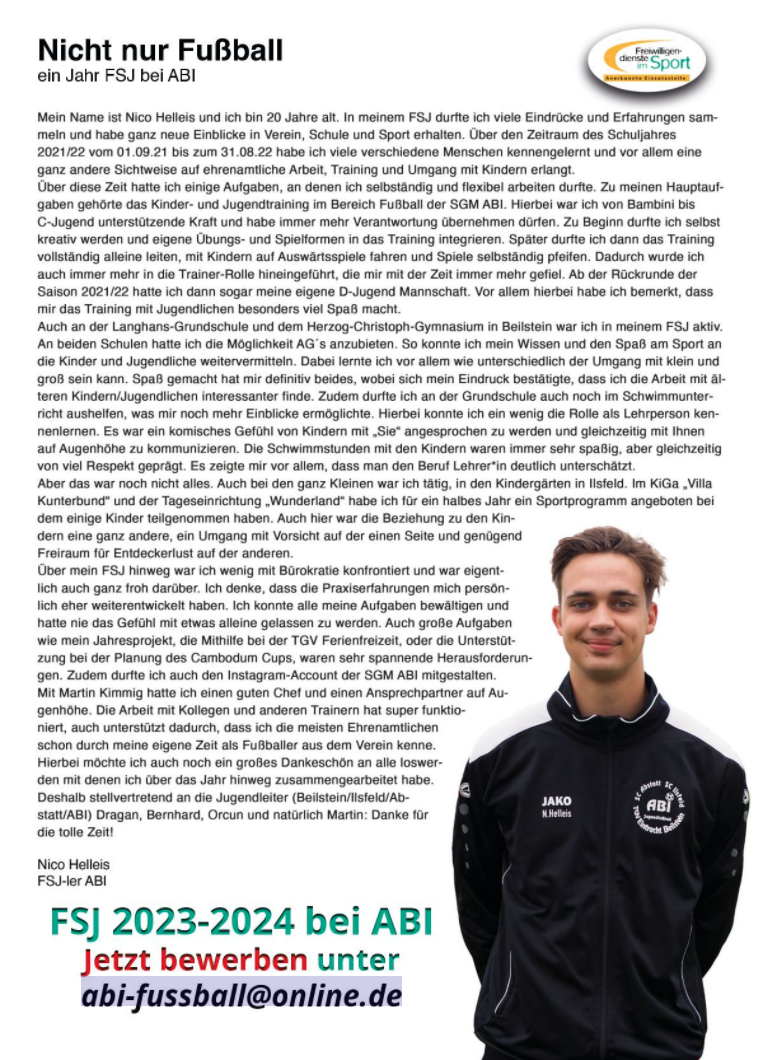 Nicht nur Fußball
ein Jahr FSJ bei ABI
Freiwilligen-
dienste
im Sport
Anerkannte Einsatzstelle
Mein Name ist Nico Helleis und ich bin 20 Jahre alt. In meinem FSJ durfte ich viele Eindrücke und Erfahrungen sam-
meln und habe ganz neue Einblicke in Verein, Schule und Sport erhalten. Über den Zeitraum des Schuljahres
2021/22 vom 01.09.21 bis zum 31.08.22 habe ich viele verschiedene Menschen kennengelernt und vor allem eine
ganz andere Sichtweise auf ehrenamtliche Arbeit, Training und Umgang mit Kindern erlangt.
Über diese Zeit hatte ich einige Aufgaben, an denen ich selbständig und flexibel arbeiten durfte. Zu meinen Hauptauf-
gaben gehörte das Kinder- und Jugendtraining im Bereich Fußball der SGM ABI. Hierbei war ich von Bambini bis
C-Jugend unterstützende Kraft und habe immer mehr Verantwortung übernehmen dürfen. Zu Beginn durfte ich selbst
kreativ werden und eigene Übungs- und Spielformen in das Training integrieren. Später durfte ich dann das Training
vollständig alleine leiten, mit Kindern auf Auswärtsspiele fahren und Spiele selbständig pfeifen. Dadurch wurde ich
auch immer mehr in die Trainer-Rolle hineingeführt, die mir mit der Zeit immer mehr gefiel. Ab der Rückrunde der
Saison 2021/22 hatte ich dann sogar meine eigene D-Jugend Mannschaft. Vor allem hierbei habe ich bemerkt, dass
mir das Training mit Jugendlichen besonders viel Spaß macht.
Auch an der Langhans-Grundschule und dem Herzog-Christoph-Gymnasium in Beilstein war ich in meinem FSJ aktiv.
An beiden Schulen hatte ich die Möglichkeit AG´s anzubieten. So konnte ich mein Wissen und den Spaß am Sport an
die Kinder und Jugendliche weitervermitteln. Dabei lernte ich vor allem wie unterschiedlich der Umgang mit klein und
groß sein kann. Spaß gemacht hat mir definitiv beides, wobei sich mein Eindruck bestätigte, dass ich die Arbeit mit äl-
teren Kindern/Jugendlichen interessanter finde. Zudem durfte ich an der Grundschule auch noch im Schwimmunter-
richt aushelfen, was mir noch mehr Einblicke ermöglichte. Hierbei konnte ich ein wenig die Rolle als Lehrperson ken-
nenlernen. Es war ein komisches Gefühl von Kindern mit „Sie“ angesprochen zu werden und gleichzeitig mit Ihnen
auf Augenhöhe zu kommunizieren. Die Schwimmstunden mit den Kindern waren immer sehr spaßig, aber gleichzeitig
von viel Respekt geprägt. Es zeigte mir vor allem, dass man den Beruf Lehrer*in deutlich unterschätzt.
Aber das war noch nicht alles. Auch bei den ganz Kleinen war ich tätig, in den Kindergärten in Ilsfeld. Im KiGa „Villa
Kunterbund“ und der Tageseinrichtung „Wunderland“ habe ich für ein halbes Jahr ein Sportprogramm angeboten bei
dem einige Kinder teilgenommen haben. Auch hier war die Beziehung zu den Kin-
dern eine ganz andere, ein Umgang mit Vorsicht auf der einen Seite und genügend
Freiraum für Entdeckerlust auf der anderen.
Über mein FSJ hinweg war ich wenig mit Bürokratie konfrontiert und war eigent-
lich auch ganz froh darüber. Ich denke, dass die Praxiserfahrungen mich persön-
lich eher weiterentwickelt haben. Ich konnte alle meine Aufgaben bewältigen und
hatte nie das Gefühl mit etwas alleine gelassen zu werden. Auch große Aufgaben
wie mein Jahresprojekt, die Mithilfe bei der TGV Ferienfreizeit, oder die Unterstüt-
zung bei der Planung des Cambodum Cups, waren sehr spannende Herausforderun-
gen. Zudem durfte ich auch den Instagram-Account der SGM ABI mitgestalten.
Mit Martin Kimmig hatte ich einen guten Chef und einen Ansprechpartner auf Au-
genhöhe. Die Arbeit mit Kollegen und anderen Trainern hat super funktio-
niert, auch unterstützt dadurch, dass ich die meisten Ehrenamtlichen
schon durch meine eigene Zeit als Fußballer aus dem Verein kenne.
Hierbei möchte ich auch noch ein großes Dankeschön an alle loswer-
den mit denen ich über das Jahr hinweg zusammengearbeitet habe.
Deshalb stellvertretend an die Jugendleiter (Beilstein/Ilsfeld/Ab-
statt/ABI) Dragan, Bernhard, Orcun und natürlich Martin: Danke für
die tolle Zeit!
Nico Helleis
FSJ-ler ABI
JAKO
N.Helleis
SC Abstatt SC Ilsfeld
ABI
Jugendfußball
TGV Eintracht Beilstein
FSJ 2023-2024 bei ABI
Jetzt bewerben unter
abi-fussball@online.de